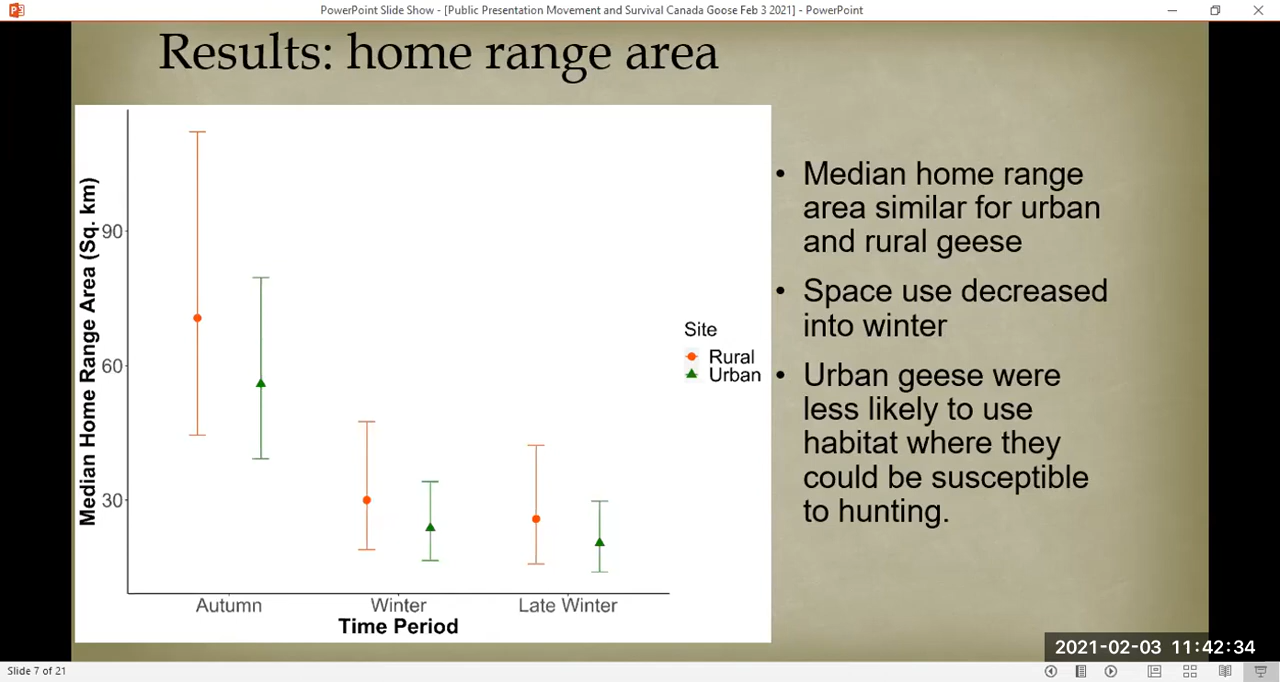 PowerPoint Slide Show - [Public Presentation Movement and Survival Canada Goose Feb 3 2021] - PowerPoint
Results: home range area
Median Home Range Area (Sq. km)
90
60
30
Autumn
Winter
Late Winter
Time Period
Site
Rural
Urban
• Median home range
area similar for urban
and rural geese
• Space use decreased
into winter
• Urban geese were
less likely to use
habitat where they
could be susceptible
to hunting.
2021-02-03 11:42:34
Slide 7 of 21